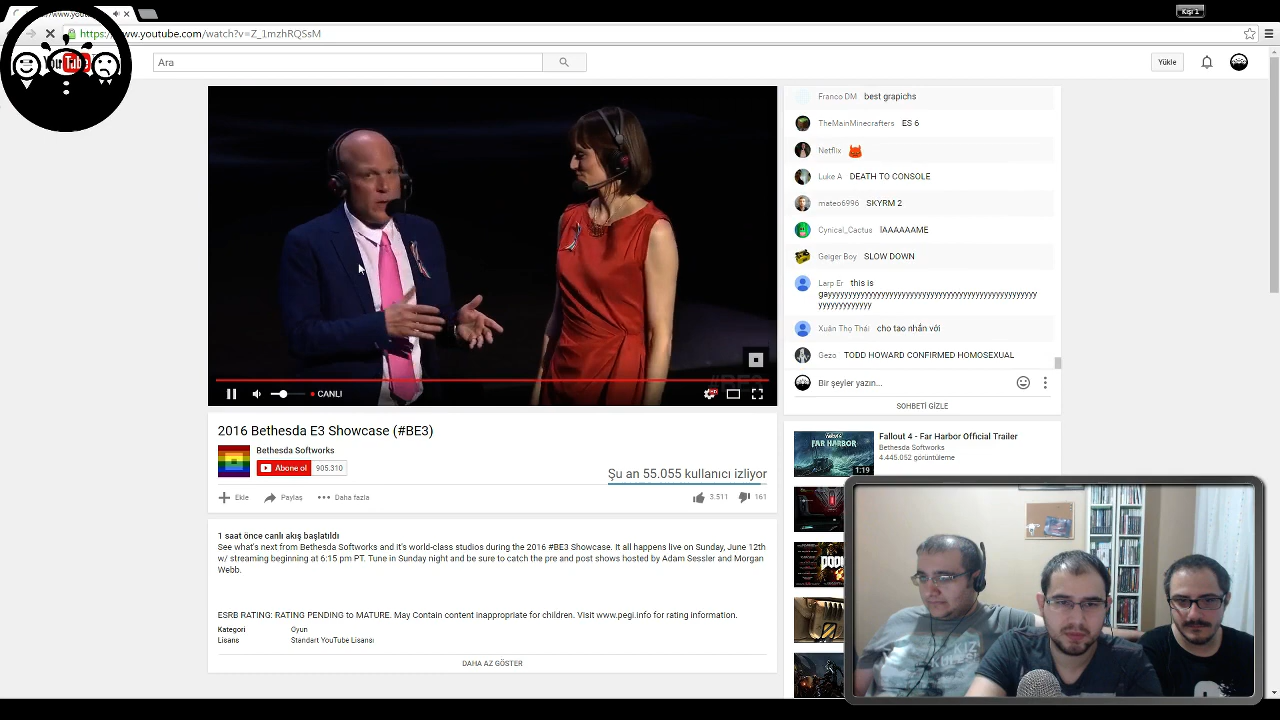 Kişi 1
https://www.youtube.com/watch?v=Z_1mzhRQSsM
YouTube
Ara
Yükle
#BE3
CANLI
2016 Bethesda E3 Showcase (#BE3)
Bethesda Softworks
Abone ol 905.310
Şu an 55.055 kullanıcı izliyor
Ekle Paylaş Daha fazla
3.511 161
1 saat önce canlı akış başlatıldı
See what's next from Bethesda Softworks and it's world-class studios during the 2016 #BE3 Showcase. It all happens live on Sunday, June 12th
w/ streaming beginning at 6:15 pm PT. Tune in Sunday night and be sure to catch the pre and post shows hosted by Adam Sessler and Morgan
Webb.
ESRB RATING: RATING PENDING to MATURE. May Contain content inappropriate for children. Visit www.pegi.info for rating information.
Kategori Oyun
Lisans Standart YouTube Lisansı
DAHA AZ GÖSTER
Franco DM best grapichs
TheMainMinecrafters ES 6
Netflix
Luke A DEATH TO CONSOLE
mateo6996 SKYRM 2
Cynical_Cactus lAAAAAAME
Geiger Boy SLOW DOWN
Larp Er this is
gayyyyyyyyyyyyyyyyyyyyyyyyyyyyyyyyyyyyyyyyyyyyyyyyyy
yyyyyyyyyyyyy
Xuân Thọ Thái cho tao nhắn với
Gezo TODD HOWARD CONFIRMED HOMOSEXUAL
Bir şeyler yazın...
SOHBETİ GİZLE
FAR HARBOR
1:19
Fallout 4 - Far Harbor Official Trailer
Bethesda Softworks
4.445.052 görüntüleme
KIZ
KULESİ